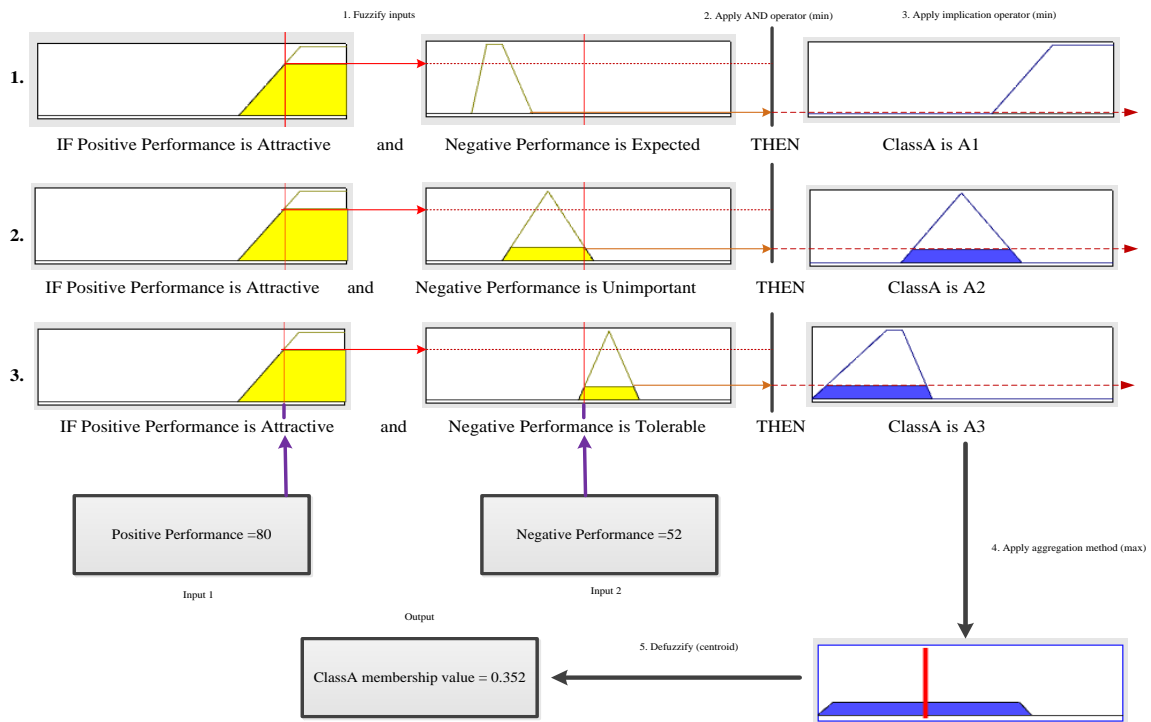 1. Fuzzify inputs
2. Apply AND operator (min)
3. Apply implication operator (min)
1.
IF Positive Performance is Attractive and Negative Performance is Expected THEN ClassA is A1
2.
IF Positive Performance is Attractive and Negative Performance is Unimportant THEN ClassA is A2
3.
IF Positive Performance is Attractive and Negative Performance is Tolerable THEN ClassA is A3
Positive Performance =80
Negative Performance =52
4. Apply aggregation method (max)
Input 1
Input 2
Output
5. Defuzzify (centroid)
ClassA membership value = 0.352